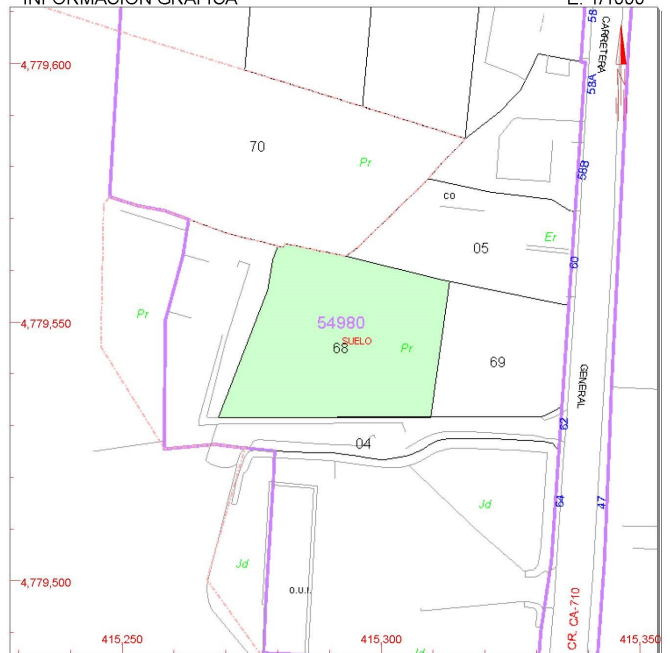 INFORMACIÓN GRÁFICA
E: 1/1000
4,779,600
4,779,550
4,779,500
415,250
415,300
415,350
CARRETERA
GENERAL
CR. CA-710
58
58A
58B
60
62
64
47
70
Pr
co
05
Er
Pr
54980
SUELO
68
Pr
69
04
Jd
Jd
o.u.r.
Jd
N